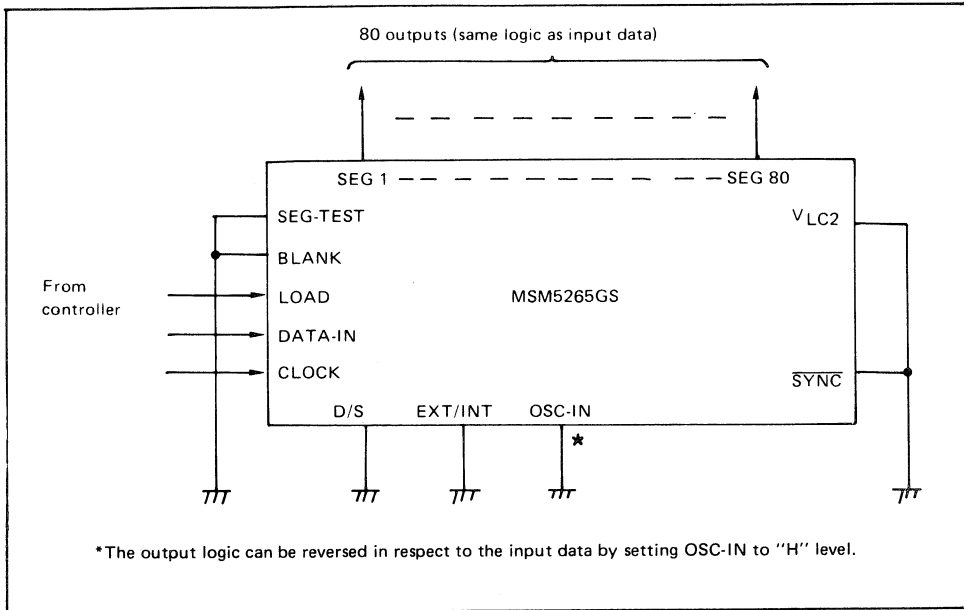 80 outputs (same logic as input data)
SEG 1
SEG 80
SEG-TEST
VLC2
BLANK
From
controller
LOAD
MSM5265GS
DATA-IN
CLOCK
SYNC
D/S
EXT/INT
OSC-IN
*
*The output logic can be reversed in respect to the input data by setting OSC-IN to "H" level.